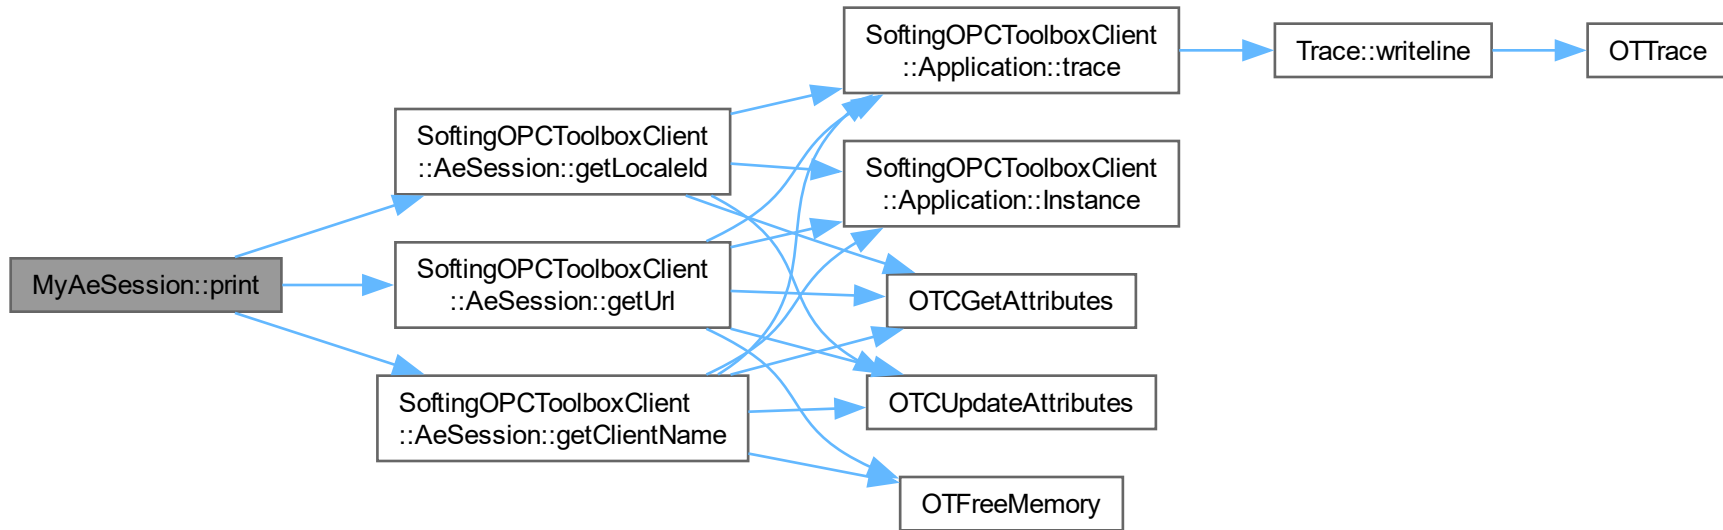 MyAeSession::print
SoftingOPCToolboxClient
::AeSession::getLocaleId
SoftingOPCToolboxClient
::AeSession::getUrl
SoftingOPCToolboxClient
::AeSession::getClientName
SoftingOPCToolboxClient
::Application::trace
SoftingOPCToolboxClient
::Application::Instance
OTCGetAttributes
OTCUpdateAttributes
OTFreeMemory
Trace::writeline
OTTrace